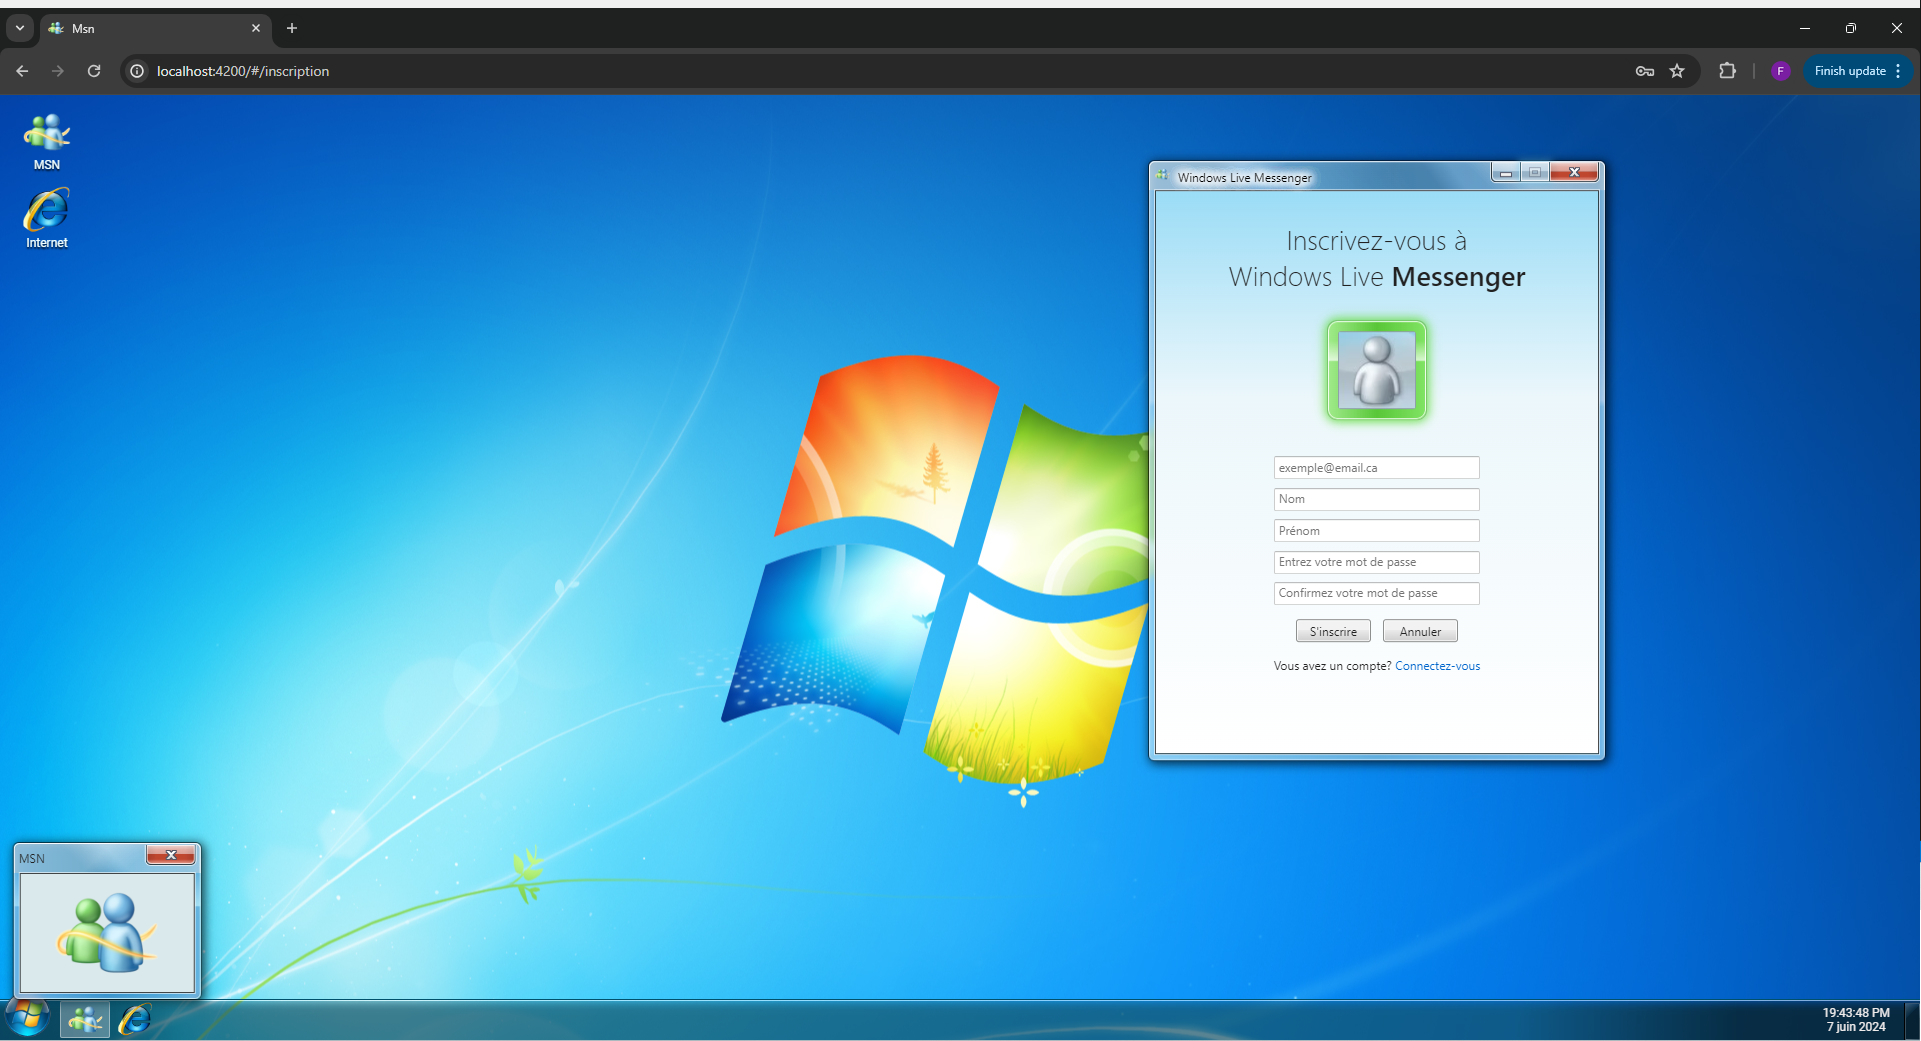 Msn
localhost:4200/#/inscription
F
Finish update
MSN
Internet
Windows Live Messenger
Inscrivez-vous à
Windows Live Messenger
exemple@email.ca
Nom
Prénom
Entrez votre mot de passe
Confirmez votre mot de passe
S'inscrire
Annuler
Vous avez un compte? Connectez-vous
MSN
19:43:48 PM
7 juin 2024